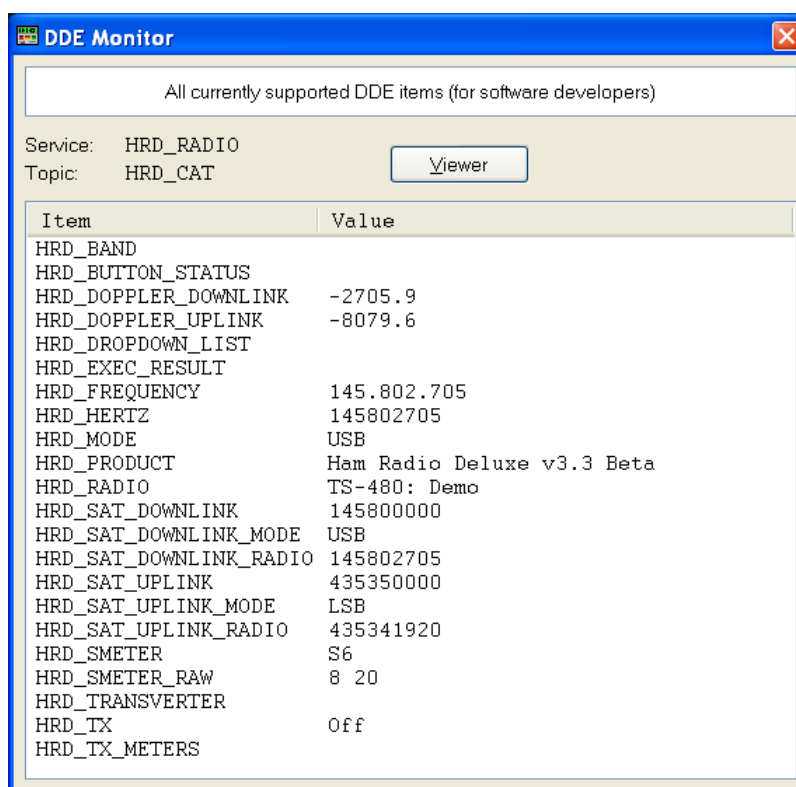 DDE Monitor
All currently supported DDE items (for software developers)
Service: HRD_RADIO
Viewer
Topic: HRD_CAT
Item Value
HRD_BAND
HRD_BUTTON_STATUS
HRD_DOPPLER_DOWNLINK -2705.9
HRD_DOPPLER_UPLINK -8079.6
HRD_DROPDOWN_LIST
HRD_EXEC_RESULT
HRD_FREQUENCY 145.802.705
HRD_HERTZ 145802705
HRD_MODE USB
HRD_PRODUCT Ham Radio Deluxe v3.3 Beta
HRD_RADIO TS-480: Demo
HRD_SAT_DOWNLINK 145800000
HRD_SAT_DOWNLINK_MODE USB
HRD_SAT_DOWNLINK_RADIO 145802705
HRD_SAT_UPLINK 435350000
HRD_SAT_UPLINK_MODE LSB
HRD_SAT_UPLINK_RADIO 435341920
HRD_SMETER S6
HRD_SMETER_RAW 8 20
HRD_TRANSVERTER
HRD_TX Off
HRD_TX_METERS